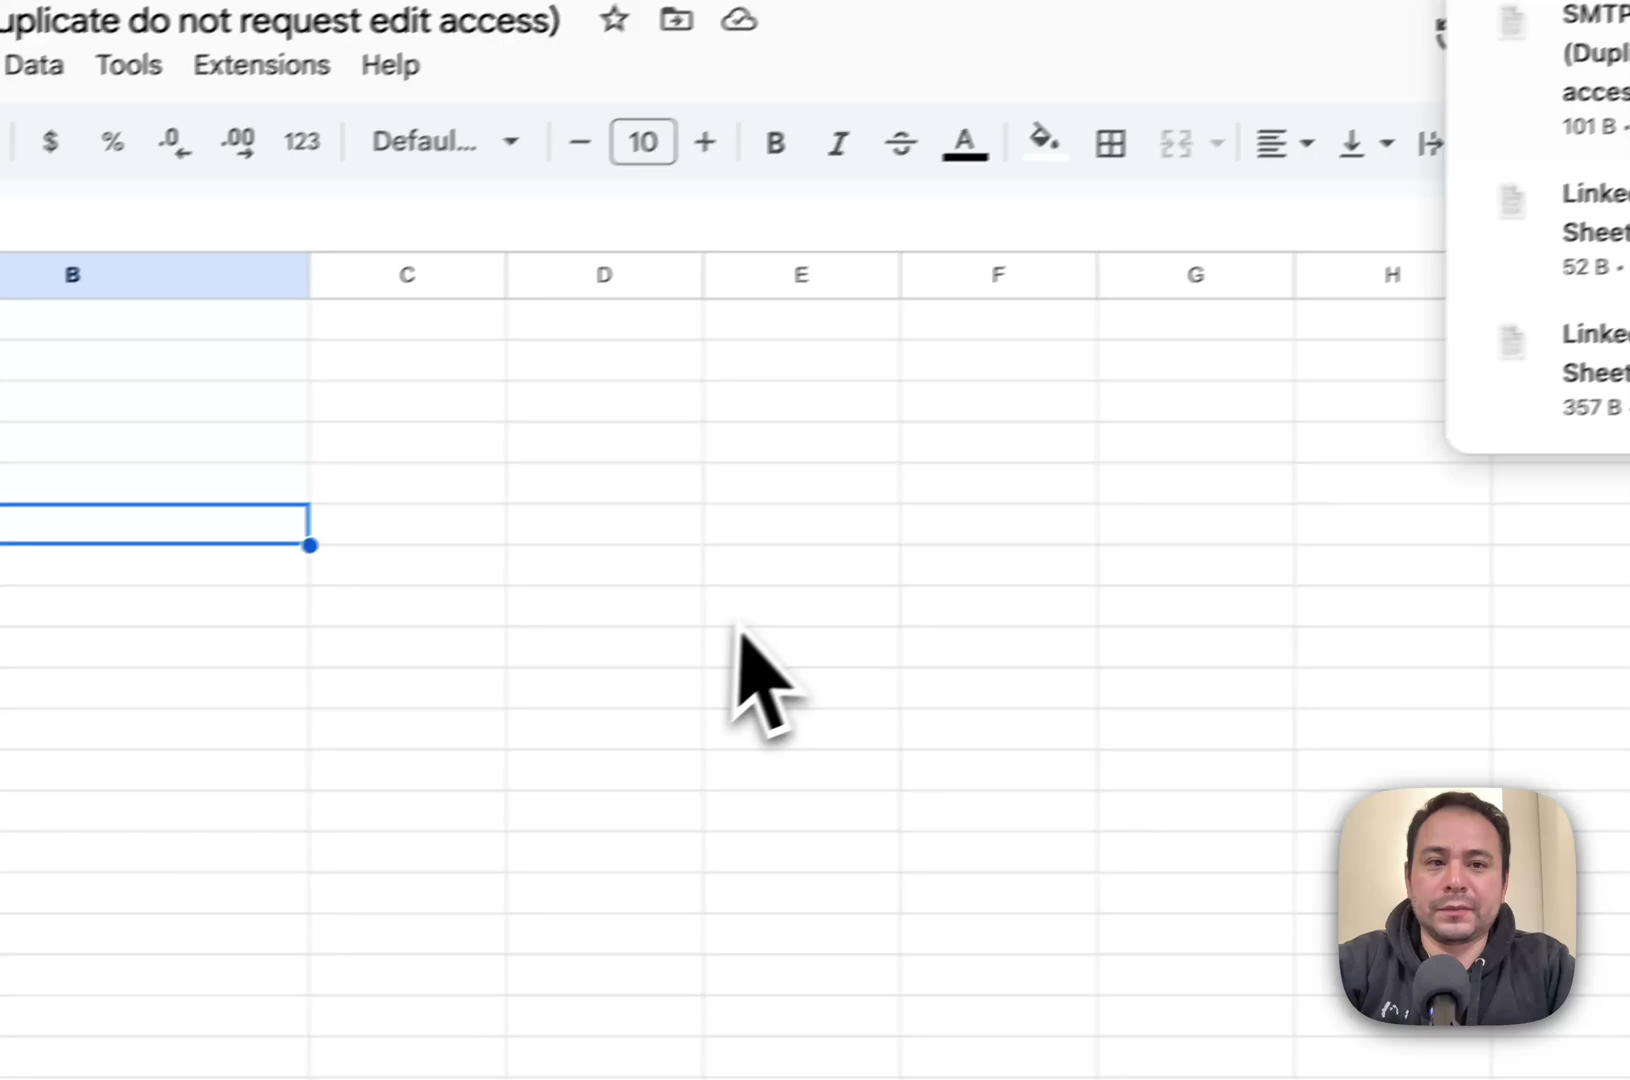 uplicate do not request edit access)
Data Tools Extensions Help
$ % .0 .00 123 Defaul... − 10 + B I S A
B C D E F G H
SMTP
(Dupl
acces
101 B •
Linke
Sheet
52 B •
Linke
Sheet
357 B